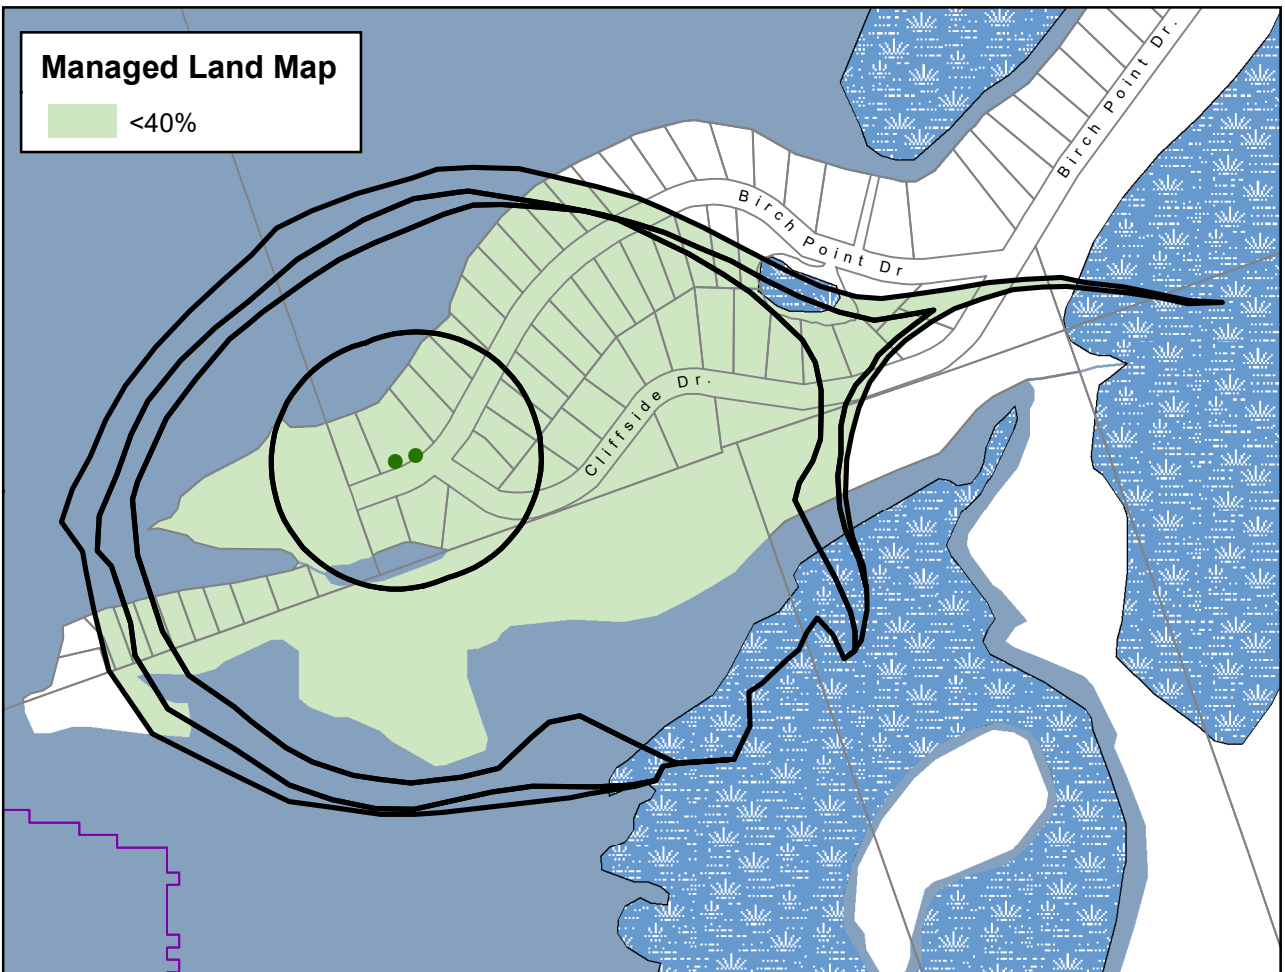 Managed Land Map
<40%
Birch Point Dr.
Birch Point Dr
Cliffside Dr.